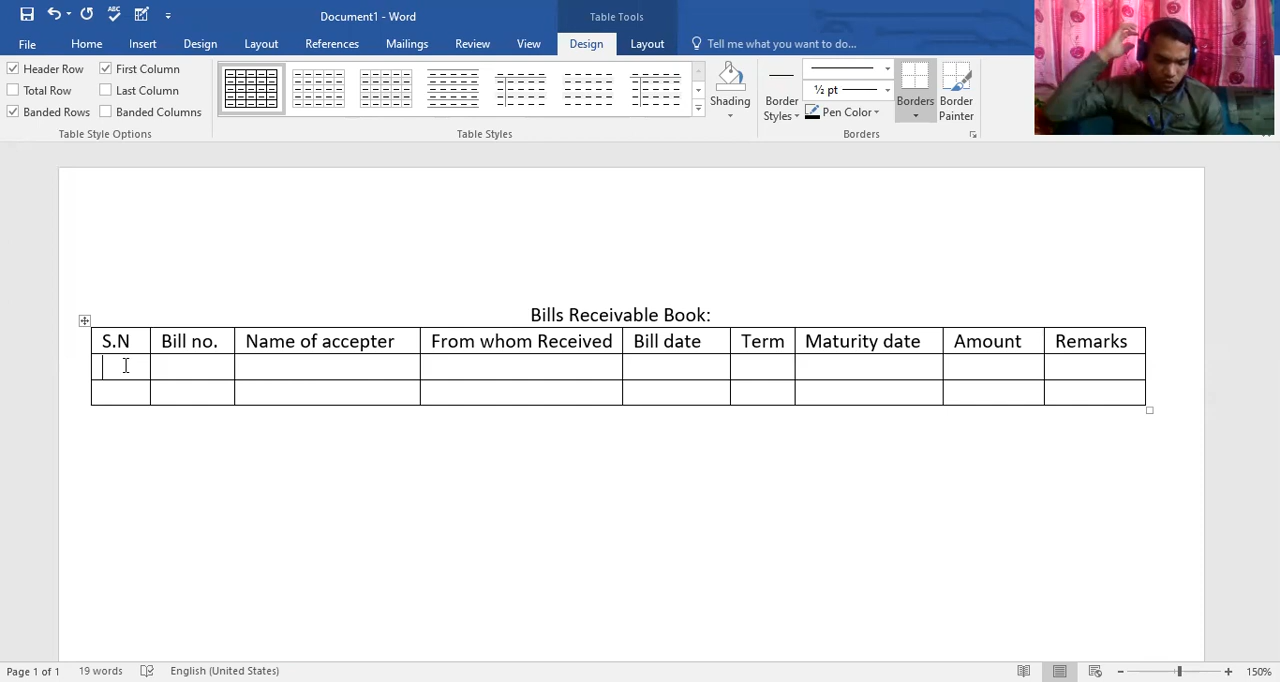 Document1 - Word
Table Tools
File Home Insert Design Layout References Mailings Review View Design Layout Tell me what you want to do...
Header Row First Column
Total Row Last Column
Banded Rows Banded Columns
Table Style Options
Table Styles
Shading
Border Styles
½ pt
Pen Color
Borders
Border Painter
Borders
Bills Receivable Book:
S.N Bill no. Name of accepter From whom Received Bill date Term Maturity date Amount Remarks
Page 1 of 1 19 words English (United States) 150%